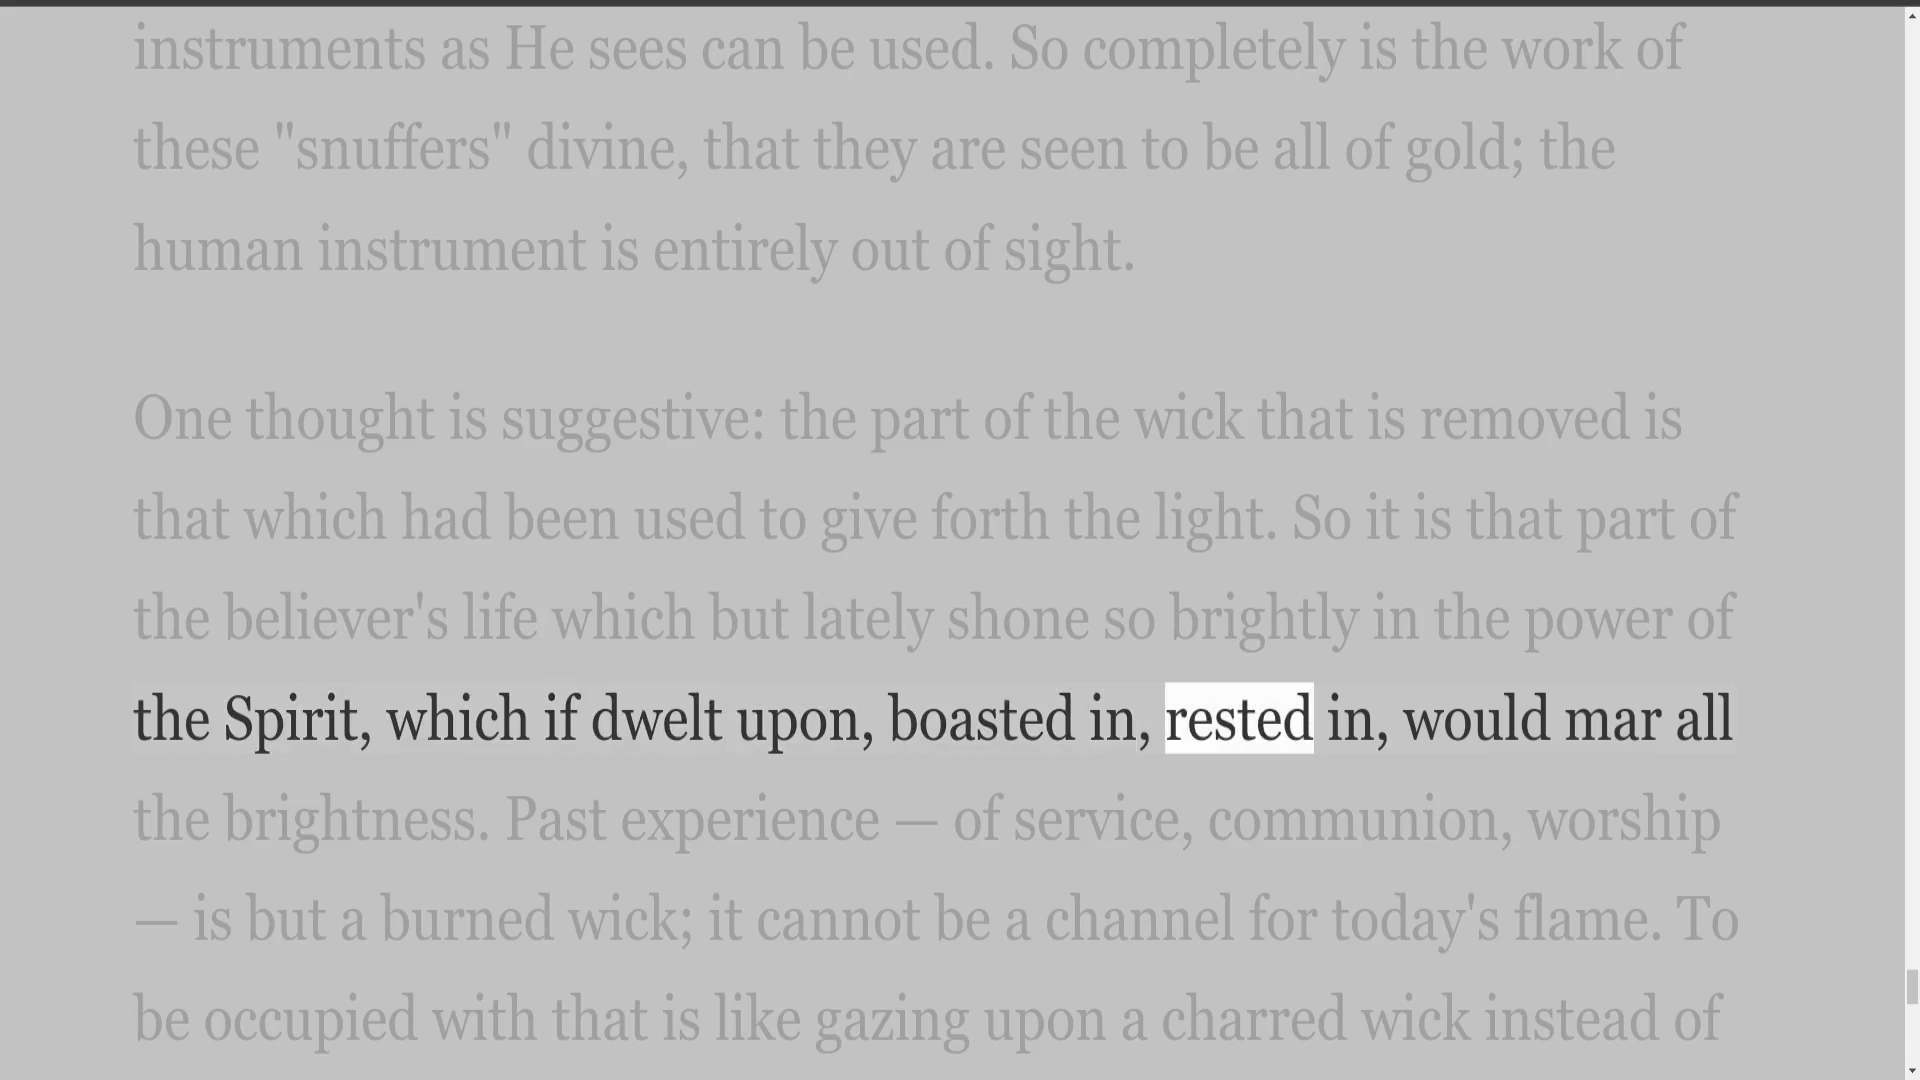 instruments as He sees can be used. So completely is the work of
these "snuffers" divine, that they are seen to be all of gold; the
human instrument is entirely out of sight.
One thought is suggestive: the part of the wick that is removed is
that which had been used to give forth the light. So it is that part of
the believer's life which but lately shone so brightly in the power of
the Spirit, which if dwelt upon, boasted in, rested in, would mar all
the brightness. Past experience — of service, communion, worship
— is but a burned wick; it cannot be a channel for today's flame. To
be occupied with that is like gazing upon a charred wick instead of